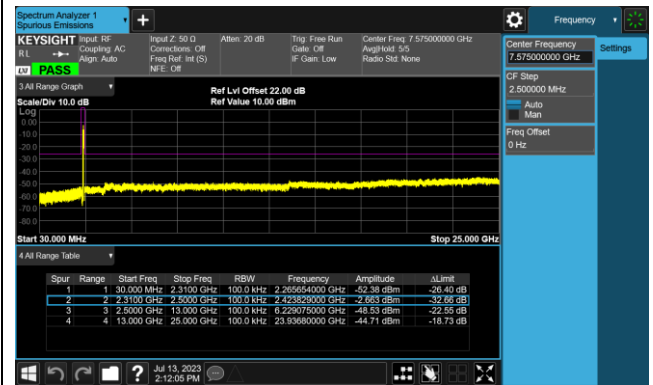 Spectrum Analyzer 1
Spurious Emissions
+
Frequency
KEYSIGHT Input: RF Input Z: 50 Ω Atten: 20 dB Trig: Free Run Center Freq: 7.575000000 GHz
RL Coupling: AC Corrections: Off Gate: Off Avg|Hold: 5/5
Align: Auto Freq Ref: Int (S) IF Gain: Low Radio Std: None
NFE: Off
LXI PASS
Center Frequency
7.575000000 GHz
Settings
CF Step
2.500000 MHz
Auto
Man
Freq Offset
0 Hz
3 All Range Graph
Ref Lvl Offset 22.00 dB
Scale/Div 10.0 dB Ref Value 10.00 dBm
Log
0.00
-10.0
-20.0
-30.0
-40.0
-50.0
-60.0
-70.0
-80.0
Start 30.000 MHz Stop 25.000 GHz
4 All Range Table
Spur Range Start Freq Stop Freq RBW Frequency Amplitude ΔLimit
1 1 30.000 MHz 2.3100 GHz 100.0 kHz 2.265654000 GHz -52.38 dBm -26.40 dB
2 2 2.3100 GHz 2.5000 GHz 100.0 kHz 2.423829000 GHz -2.663 dBm -32.66 dB
3 3 2.5000 GHz 13.000 GHz 100.0 kHz 6.229075000 GHz -48.53 dBm -22.55 dB
4 4 13.000 GHz 25.000 GHz 100.0 kHz 23.93680000 GHz -44.71 dBm -18.73 dB
? Jul 13, 2023
2:12:05 PM